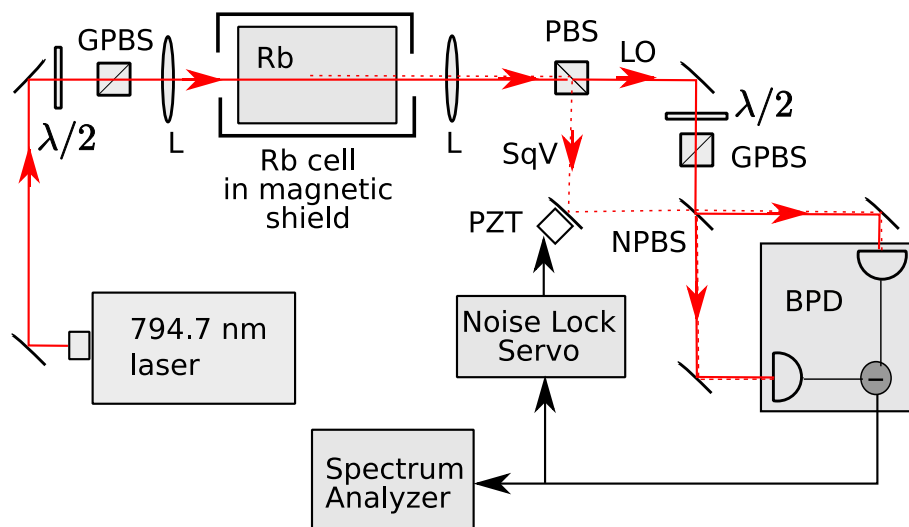 GPBS
λ/2
L
Rb
Rb cell
in magnetic
shield
L
PBS
LO
λ/2
GPBS
SqV
PZT
NPBS
BPD
−
794.7 nm
laser
Noise Lock
Servo
Spectrum
Analyzer